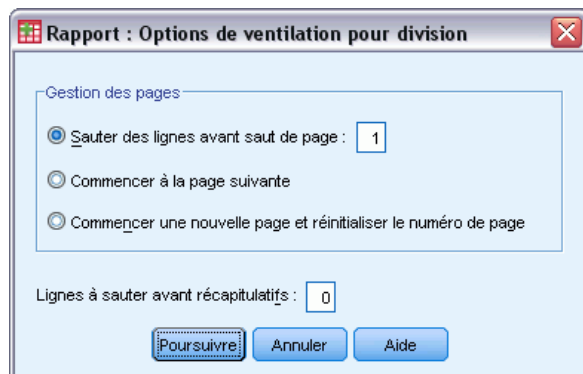 Rapport : Options de ventilation pour division
Gestion des pages
Sauter des lignes avant saut de page : 1
Commencer à la page suivante
Commencer une nouvelle page et réinitialiser le numéro de page
Lignes à sauter avant récapitulatifs : 0
Poursuivre Annuler Aide